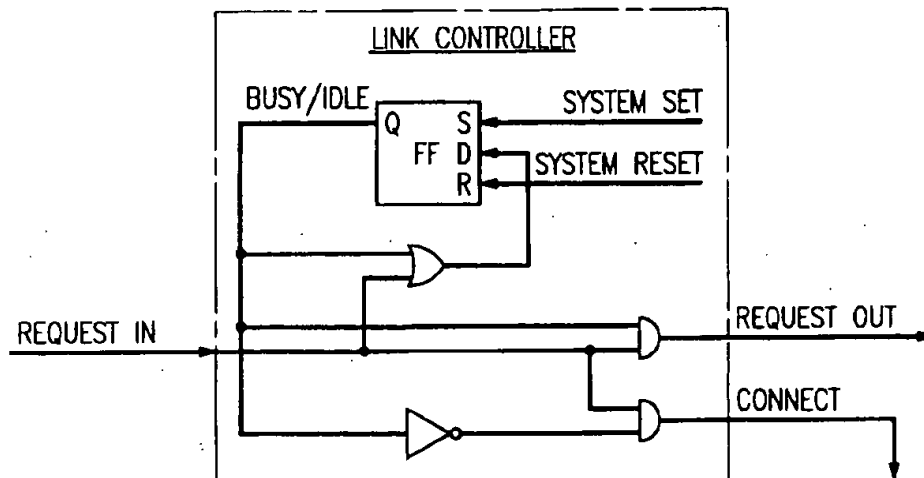 LINK CONTROLLER
BUSY/IDLE
Q S
FF D
R
SYSTEM SET
SYSTEM RESET
REQUEST IN
REQUEST OUT
CONNECT